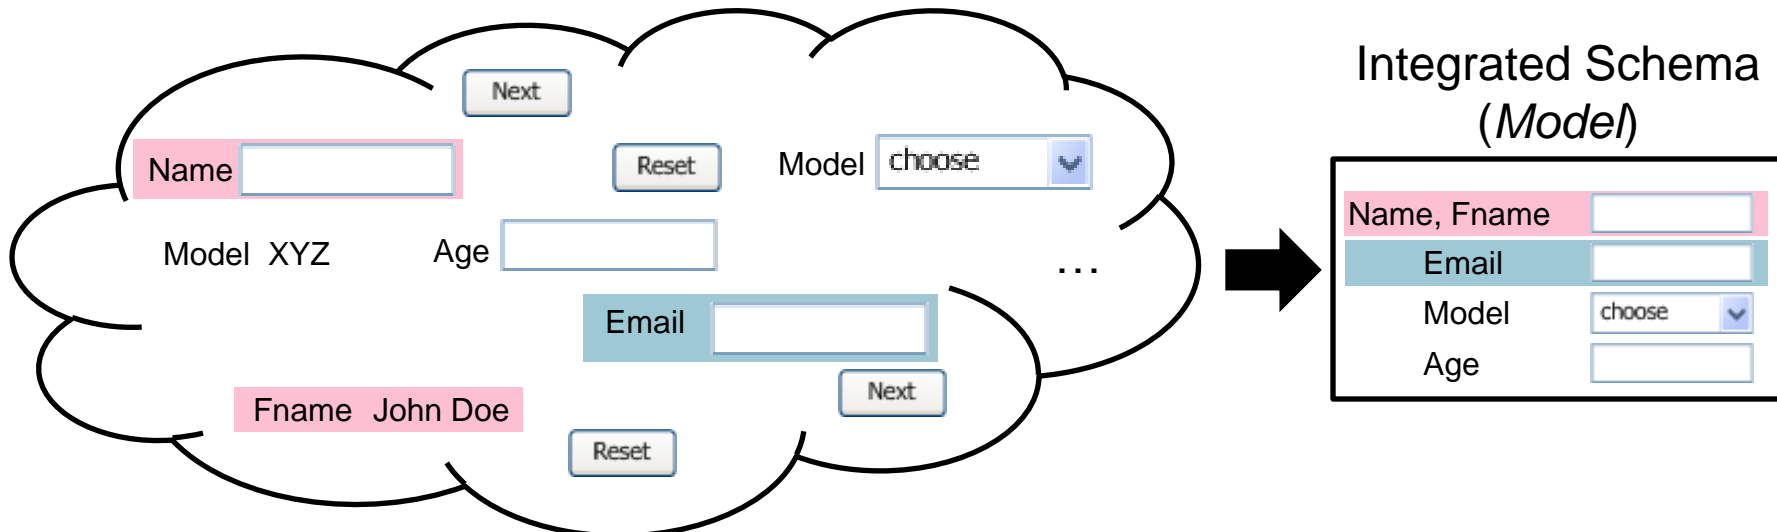 Next
Name
Reset
Model choose
Model XYZ
Age
...
Email
Next
Fname John Doe
Reset
Integrated Schema
(Model)
Name, Fname
Email
Model choose
Age